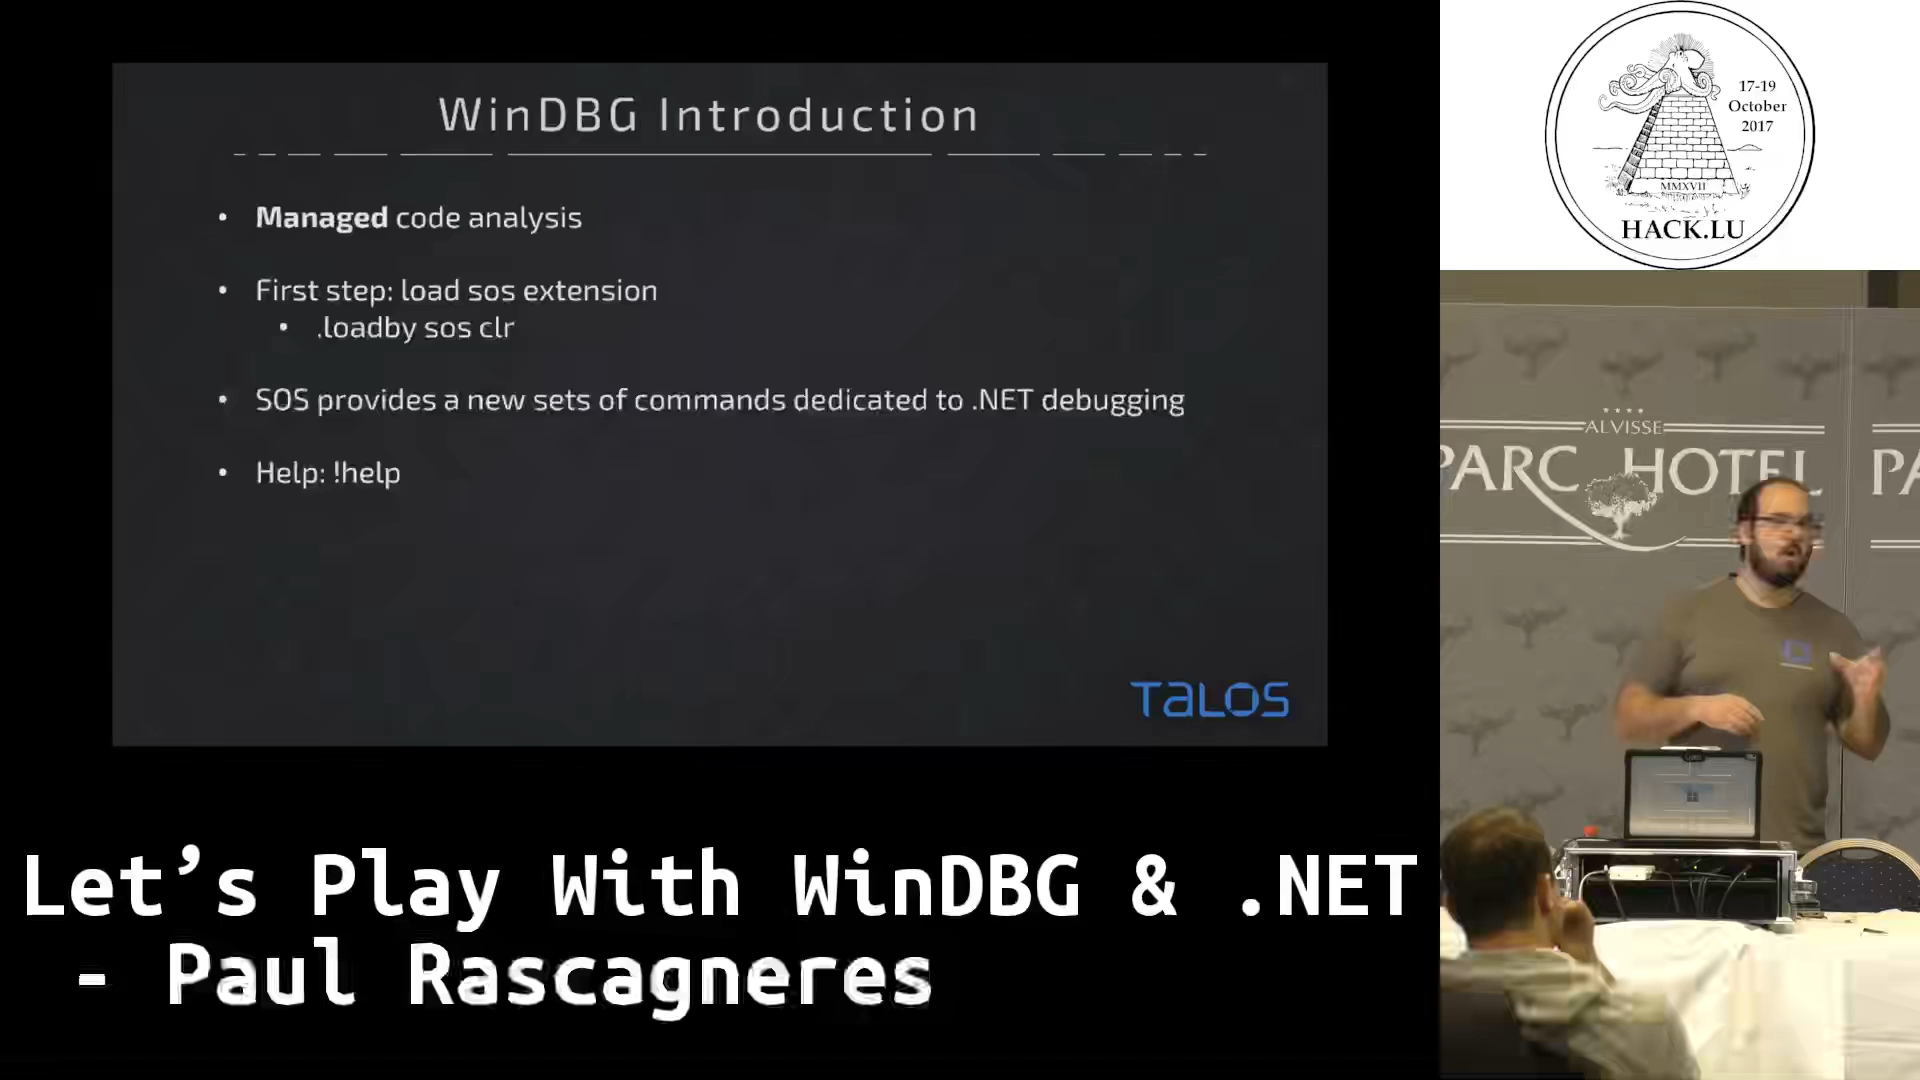 WinDBG Introduction
• Managed code analysis
• First step: load sos extension
• .loadby sos clr
• SOS provides a new sets of commands dedicated to .NET debugging
• Help: !help
TALOS
Let’s Play With WinDBG & .NET
- Paul Rascagneres
17-19
October
2017
MMXVII
HACK.LU
ALVISSE
PARC HOTEL PA